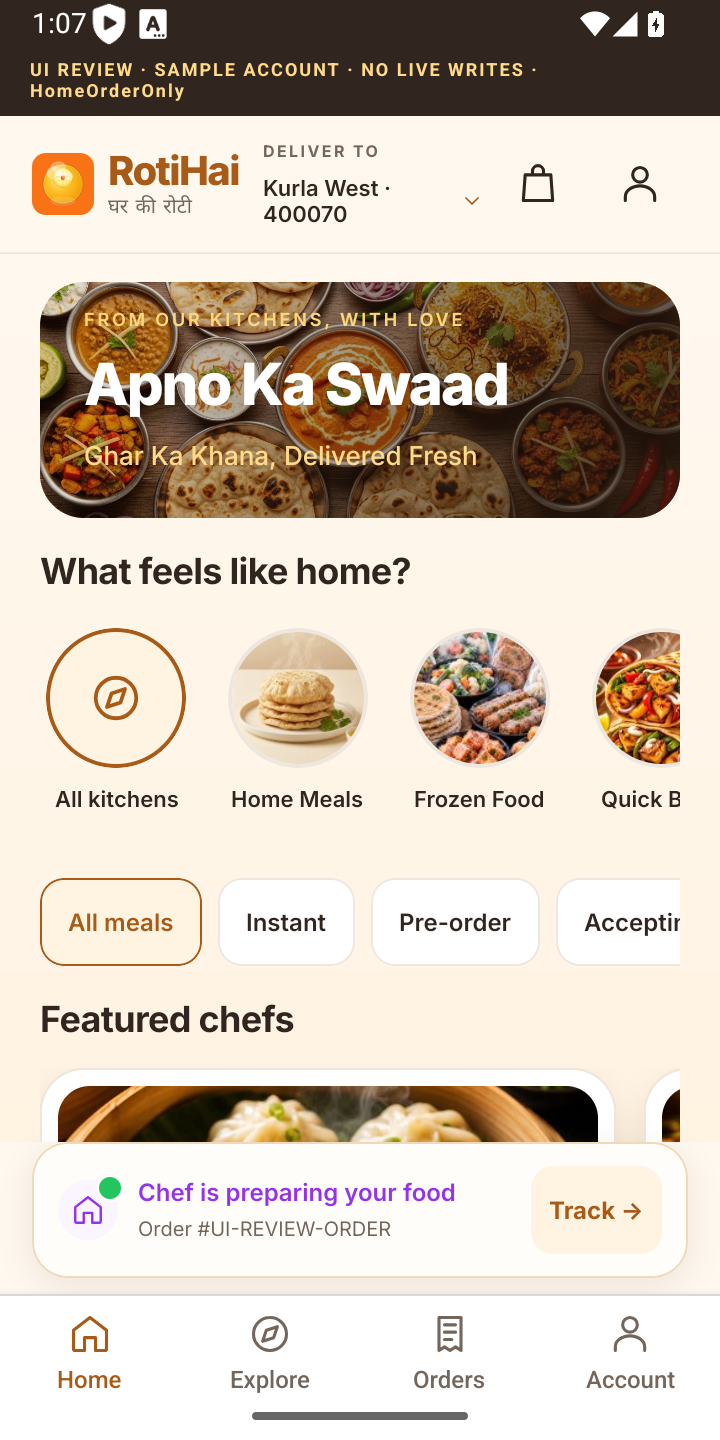 1:07
UI REVIEW · SAMPLE ACCOUNT · NO LIVE WRITES ·
HomeOrderOnly
RotiHai
घर की रोटी
DELIVER TO
Kurla West ·
400070
FROM OUR KITCHENS, WITH LOVE
Apno Ka Swaad
Ghar Ka Khana, Delivered Fresh
What feels like home?
All kitchens
Home Meals
Frozen Food
Quick B
All meals
Instant
Pre-order
Acceptin
Featured chefs
Chef is preparing your food
Order #UI-REVIEW-ORDER
Track →
Home
Explore
Orders
Account